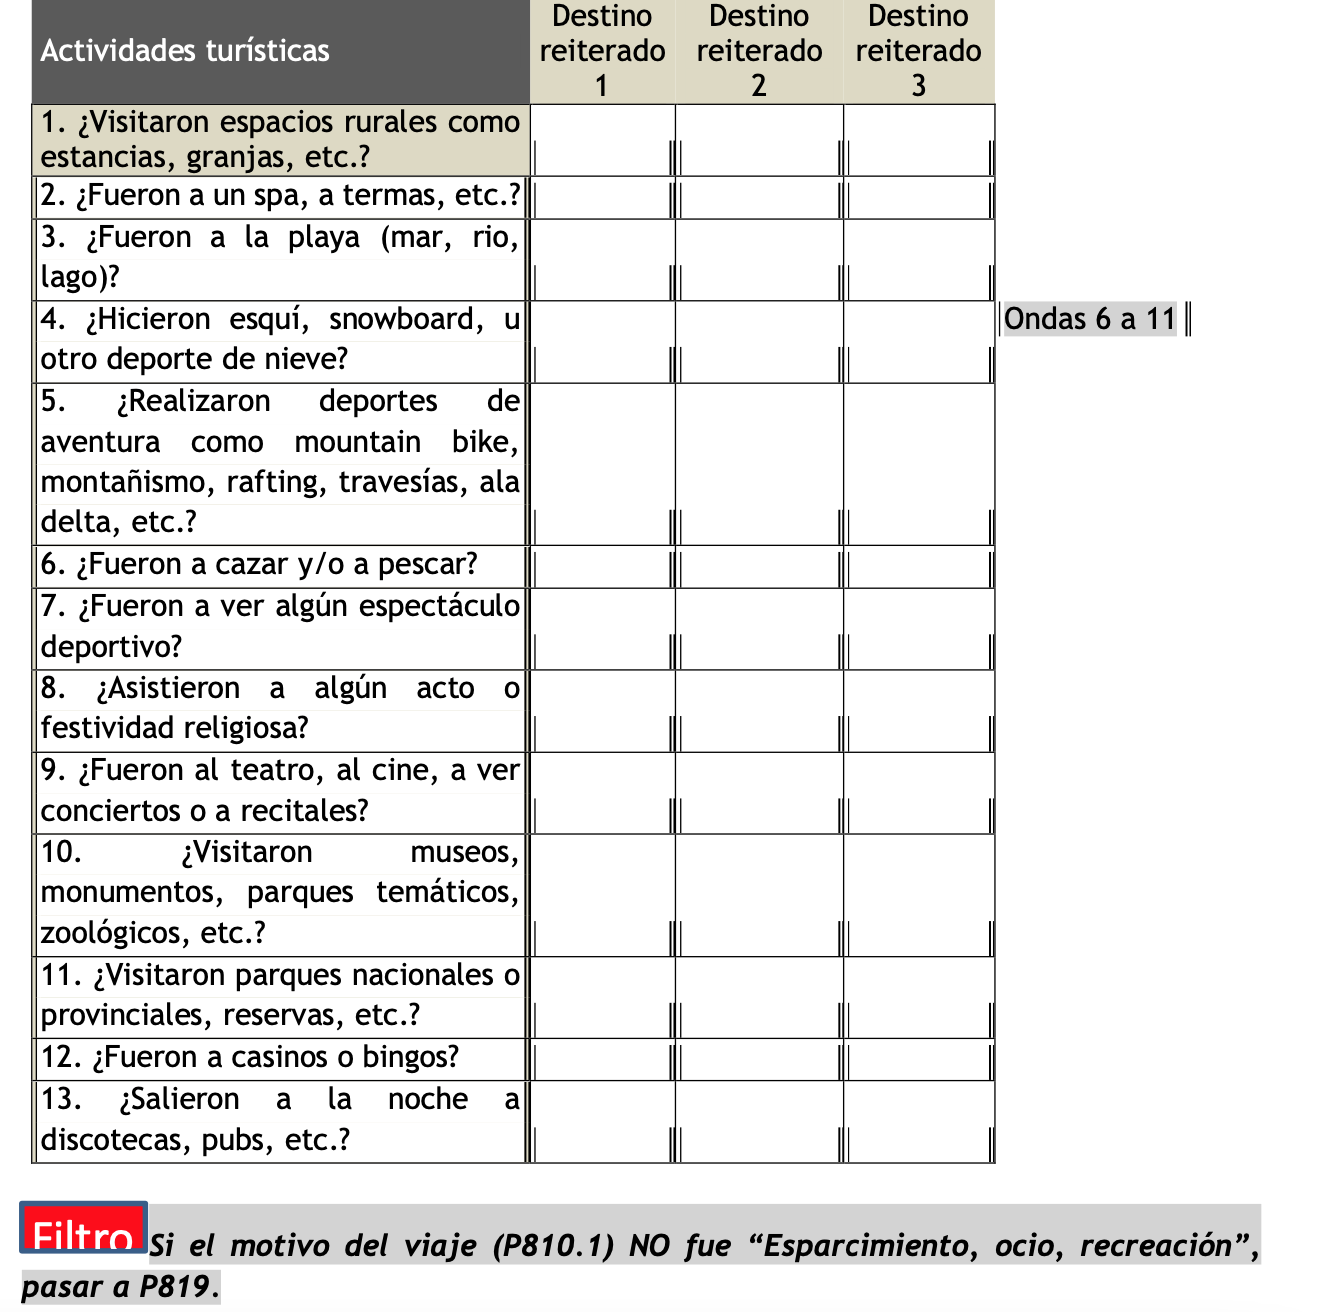 Actividades turísticas
Destino reiterado 1
Destino reiterado 2
Destino reiterado 3
1. ¿Visitaron espacios rurales como
estancias, granjas, etc.?
2. ¿Fueron a un spa, a termas, etc.?
3. ¿Fueron a la playa (mar, rio,
lago)?
4. ¿Hicieron esquí, snowboard, u
otro deporte de nieve?
Ondas 6 a 11
5. ¿Realizaron deportes de
aventura como mountain bike,
montañismo, rafting, travesías, ala
delta, etc.?
6. ¿Fueron a cazar y/o a pescar?
7. ¿Fueron a ver algún espectáculo
deportivo?
8. ¿Asistieron a algún acto o
festividad religiosa?
9. ¿Fueron al teatro, al cine, a ver
conciertos o a recitales?
10. ¿Visitaron museos,
monumentos, parques temáticos,
zoológicos, etc.?
11. ¿Visitaron parques nacionales o
provinciales, reservas, etc.?
12. ¿Fueron a casinos o bingos?
13. ¿Salieron a la noche a
discotecas, pubs, etc.?
Filtro Si el motivo del viaje (P810.1) NO fue “Esparcimiento, ocio, recreación”,
pasar a P819.